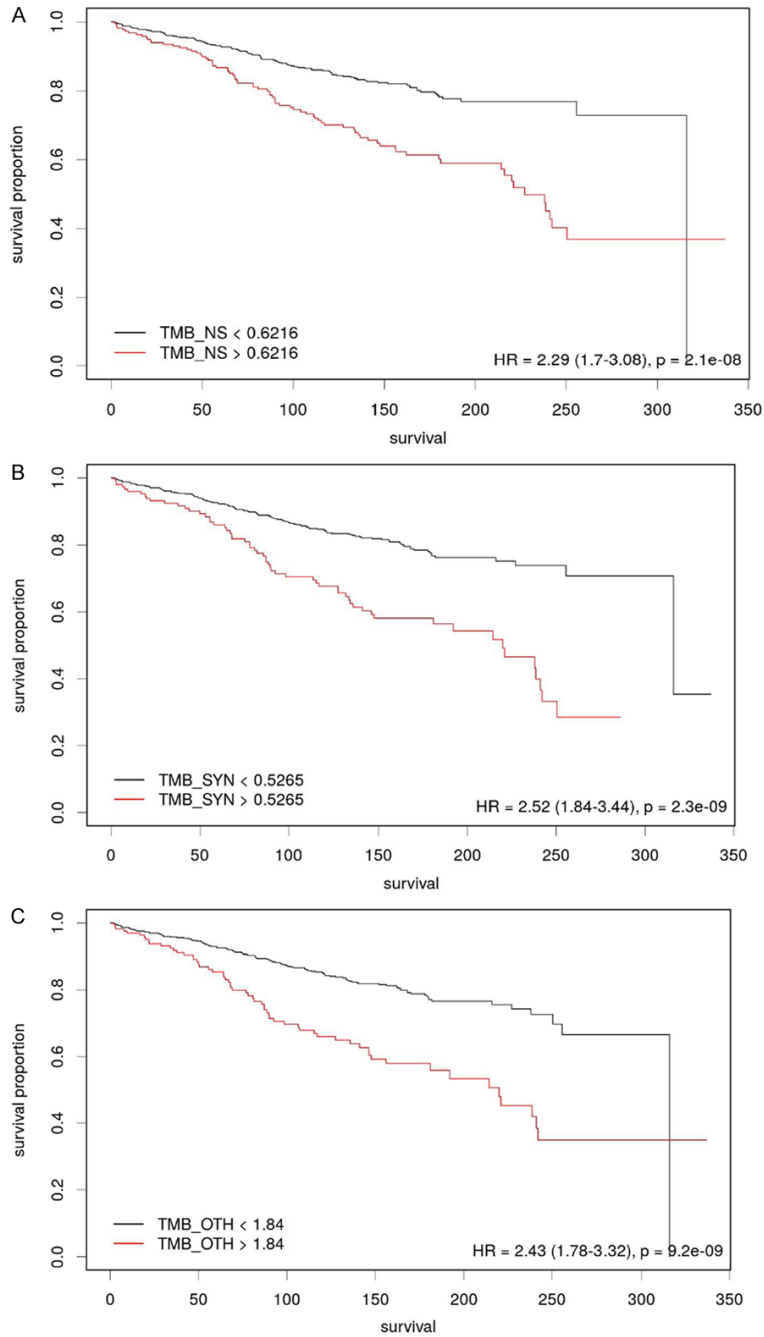 A
survival proportion
1.0
0.8
0.6
0.4
0.2
0.0
TMB_NS < 0.6216
TMB_NS > 0.6216
HR = 2.29 (1.7-3.08), p = 2.1e-08
0 50 100 150 200 250 300 350
survival
B
survival proportion
1.0
0.8
0.6
0.4
0.2
0.0
TMB_SYN < 0.5265
TMB_SYN > 0.5265
HR = 2.52 (1.84-3.44), p = 2.3e-09
0 50 100 150 200 250 300 350
survival
C
survival proportion
1.0
0.8
0.6
0.4
0.2
0.0
TMB_OTH < 1.84
TMB_OTH > 1.84
HR = 2.43 (1.78-3.32), p = 9.2e-09
0 50 100 150 200 250 300 350
survival